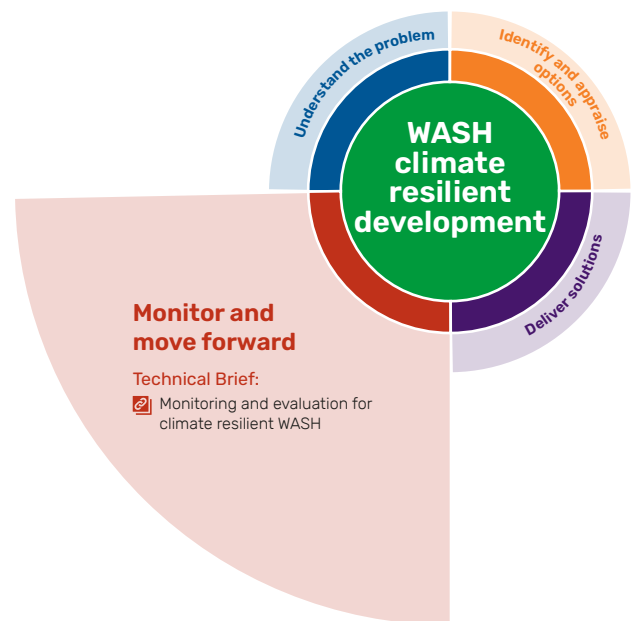 Understand the problem
Identify and appraise
options
WASH
climate
resilient
development
Deliver solutions
Monitor and
move forward
Technical Brief:
Monitoring and evaluation for
climate resilient WASH